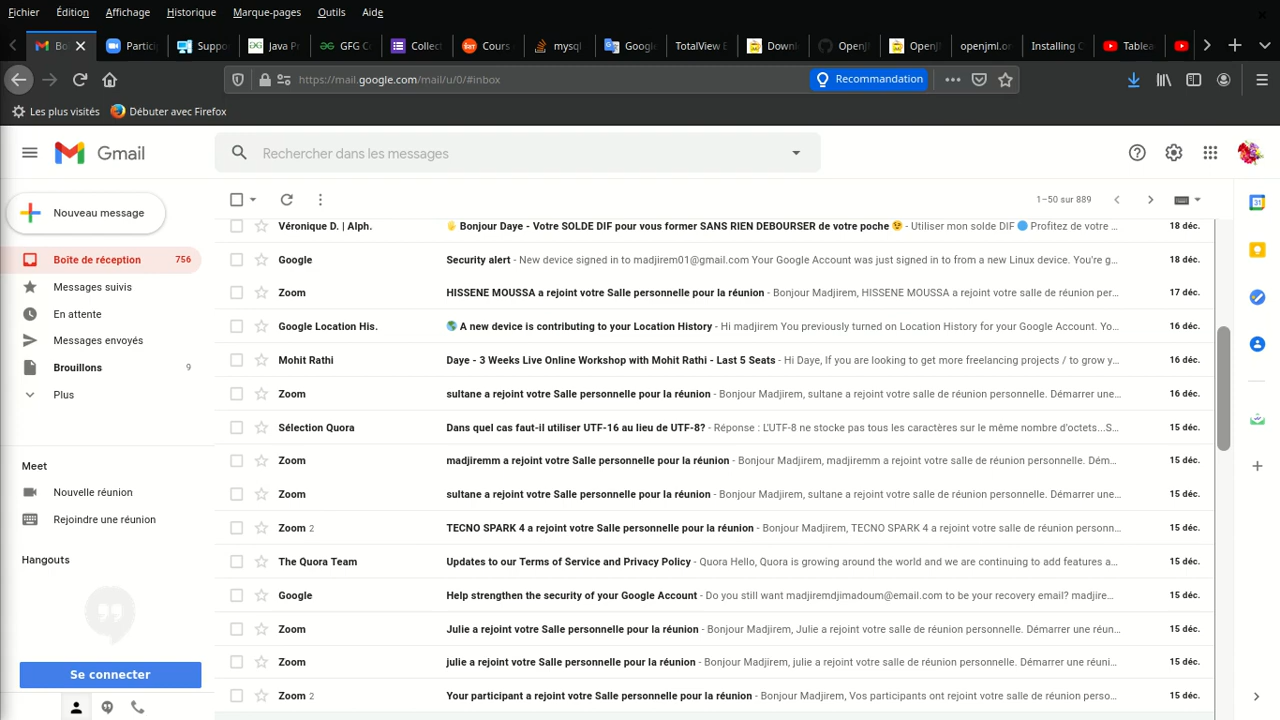 Fichier Édition Affichage Historique Marque-pages Outils Aide
Bo Partici Suppo Java P GFG C Collect Cours mysql Google TotalView E Downl OpenJ OpenJM openjml.or Installing C Tablea
https://mail.google.com/mail/u/0/#inbox Recommandation
Les plus visités Débuter avec Firefox
Gmail Rechercher dans les messages
Nouveau message
1–50 sur 889
Boîte de réception 756
Messages suivis
En attente
Messages envoyés
Brouillons 9
Plus
Meet
Nouvelle réunion
Rejoindre une réunion
Hangouts
Se connecter
Véronique D. | Alph. Bonjour Daye - Votre SOLDE DIF pour vous former SANS RIEN DEBOURSER de votre poche - Utiliser mon solde DIF Profitez de votre … 18 déc.
Google Security alert - New device signed in to madjirem01@gmail.com Your Google Account was just signed in to from a new Linux device. You're g… 18 déc.
Zoom HISSENE MOUSSA a rejoint votre Salle personnelle pour la réunion - Bonjour Madjirem, HISSENE MOUSSA a rejoint votre salle de réunion per… 17 déc.
Google Location His. A new device is contributing to your Location History - Hi madjirem You previously turned on Location History for your Google Account. Yo… 16 déc.
Mohit Rathi Daye - 3 Weeks Live Online Workshop with Mohit Rathi - Last 5 Seats - Hi Daye, If you are looking to get more freelancing projects / to grow y… 16 déc.
Zoom sultane a rejoint votre Salle personnelle pour la réunion - Bonjour Madjirem, sultane a rejoint votre salle de réunion personnelle. Démarrer une… 16 déc.
Sélection Quora Dans quel cas faut-il utiliser UTF-16 au lieu de UTF-8? - Réponse : L'UTF-8 ne stocke pas tous les caractères sur le même nombre d'octets...S… 15 déc.
Zoom madjiremm a rejoint votre Salle personnelle pour la réunion - Bonjour Madjirem, madjiremm a rejoint votre salle de réunion personnelle. Dém… 15 déc.
Zoom sultane a rejoint votre Salle personnelle pour la réunion - Bonjour Madjirem, sultane a rejoint votre salle de réunion personnelle. Démarrer une… 15 déc.
Zoom 2 TECNO SPARK 4 a rejoint votre Salle personnelle pour la réunion - Bonjour Madjirem, TECNO SPARK 4 a rejoint votre salle de réunion personn… 15 déc.
The Quora Team Updates to our Terms of Service and Privacy Policy - Quora Hello, Quora is growing around the world and we are continuing to add features a… 15 déc.
Google Help strengthen the security of your Google Account - Do you still want madjiremdjimadoum@email.com to be your recovery email? madjire… 15 déc.
Zoom Julie a rejoint votre Salle personnelle pour la réunion - Bonjour Madjirem, Julie a rejoint votre salle de réunion personnelle. Démarrer une réun… 15 déc.
Zoom julie a rejoint votre Salle personnelle pour la réunion - Bonjour Madjirem, julie a rejoint votre salle de réunion personnelle. Démarrer une réuni… 15 déc.
Zoom 2 Your participant a rejoint votre Salle personnelle pour la réunion - Bonjour Madjirem, Vos participants ont rejoint votre salle de réunion perso… 15 déc.